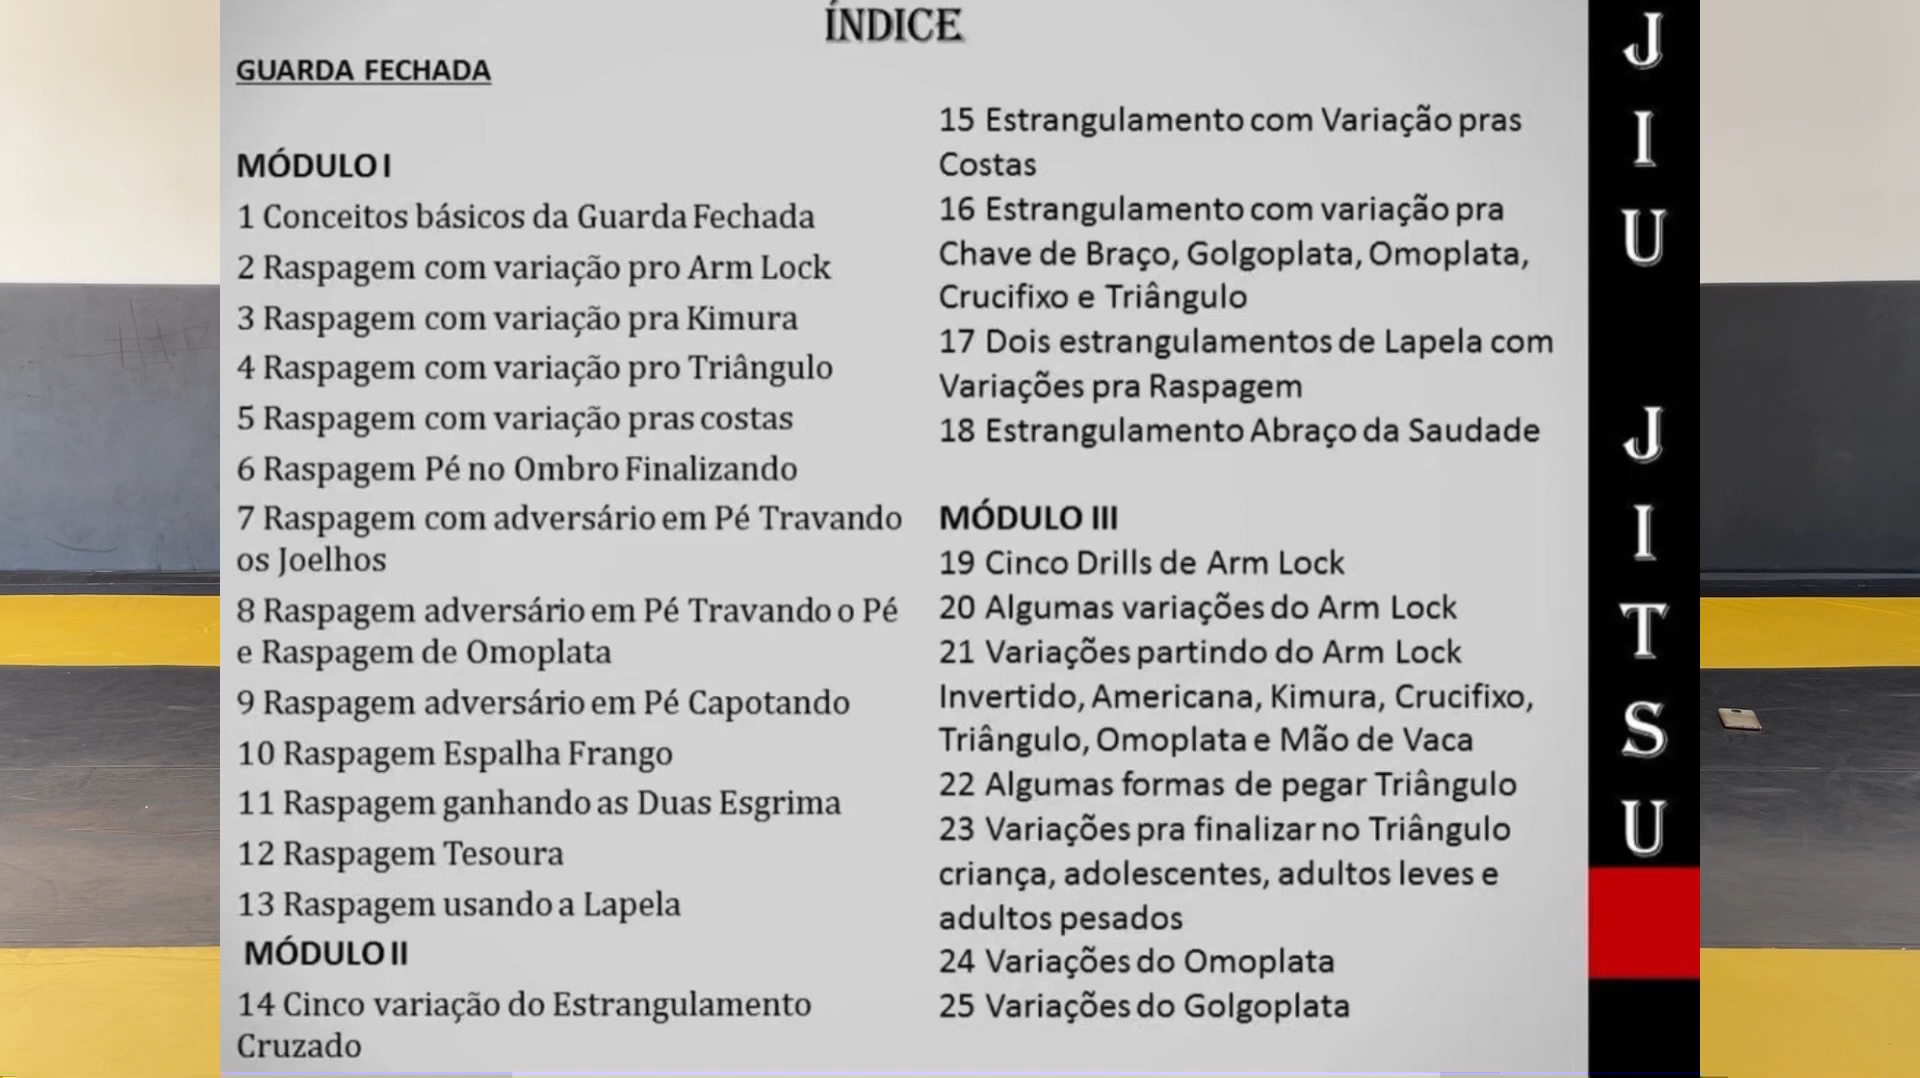 ÍNDICE
GUARDA FECHADA
MÓDULO I
1 Conceitos básicos da Guarda Fechada
2 Raspagem com variação pro Arm Lock
3 Raspagem com variação pra Kimura
4 Raspagem com variação pro Triângulo
5 Raspagem com variação pras costas
6 Raspagem Pé no Ombro Finalizando
7 Raspagem com adversário em Pé Travando
os Joelhos
8 Raspagem adversário em Pé Travando o Pé
e Raspagem de Omoplata
9 Raspagem adversário em Pé Capotando
10 Raspagem Espalha Frango
11 Raspagem ganhando as Duas Esgrima
12 Raspagem Tesoura
13 Raspagem usando a Lapela
MÓDULO II
14 Cinco variação do Estrangulamento
Cruzado
15 Estrangulamento com Variação pras
Costas
16 Estrangulamento com variação pra
Chave de Braço, Golgoplata, Omoplata,
Crucifixo e Triângulo
17 Dois estrangulamentos de Lapela com
Variações pra Raspagem
18 Estrangulamento Abraço da Saudade
MÓDULO III
19 Cinco Drills de Arm Lock
20 Algumas variações do Arm Lock
21 Variações partindo do Arm Lock
Invertido, Americana, Kimura, Crucifixo,
Triângulo, Omoplata e Mão de Vaca
22 Algumas formas de pegar Triângulo
23 Variações pra finalizar no Triângulo
criança, adolescentes, adultos leves e
adultos pesados
24 Variações do Omoplata
25 Variações do Golgoplata
JIU JITSU